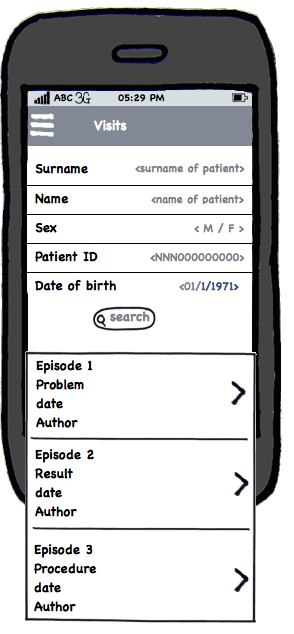 ABC 3G 05:29 PM
Visits
Surname <surname of patient>
Name <name of patient>
Sex < M / F >
Patient ID <NNN000000000>
Date of birth <01/1/1971>
search
Episode 1
Problem
date
Author
Episode 2
Result
date
Author
Episode 3
Procedure
date
Author